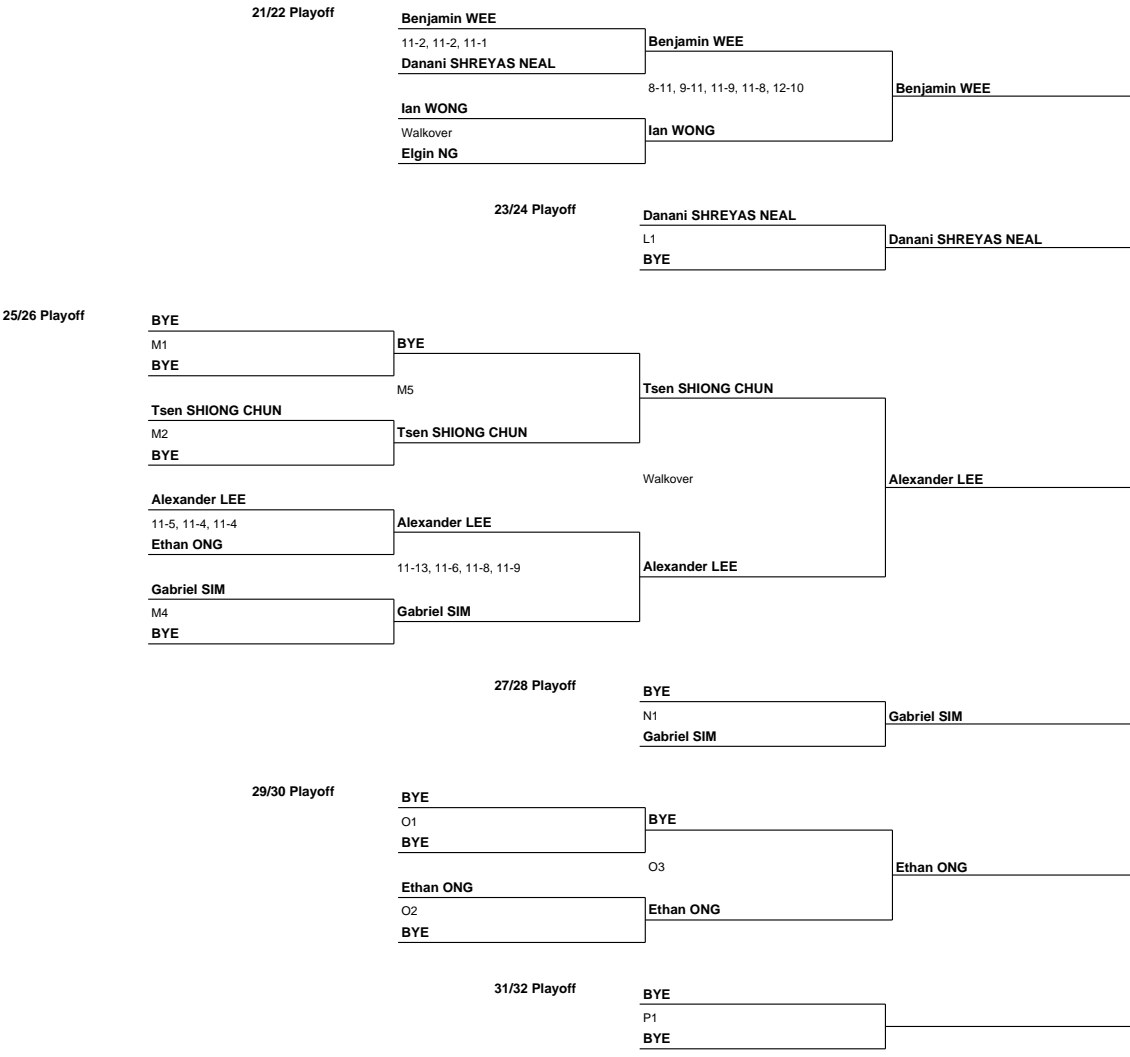 21/22 Playoff
Benjamin WEE
11-2, 11-2, 11-1
Benjamin WEE
Danani SHREYAS NEAL
8-11, 9-11, 11-9, 11-8, 12-10
Benjamin WEE
Ian WONG
Walkover
Ian WONG
Elgin NG
23/24 Playoff
Danani SHREYAS NEAL
L1
Danani SHREYAS NEAL
BYE
25/26 Playoff
BYE
M1
BYE
BYE
M5
Tsen SHIONG CHUN
Tsen SHIONG CHUN
M2
Tsen SHIONG CHUN
BYE
Walkover
Alexander LEE
Alexander LEE
11-5, 11-4, 11-4
Alexander LEE
Ethan ONG
11-13, 11-6, 11-8, 11-9
Alexander LEE
Gabriel SIM
M4
Gabriel SIM
BYE
27/28 Playoff
BYE
N1
Gabriel SIM
Gabriel SIM
29/30 Playoff
BYE
O1
BYE
BYE
O3
Ethan ONG
Ethan ONG
O2
Ethan ONG
BYE
31/32 Playoff
BYE
P1
BYE